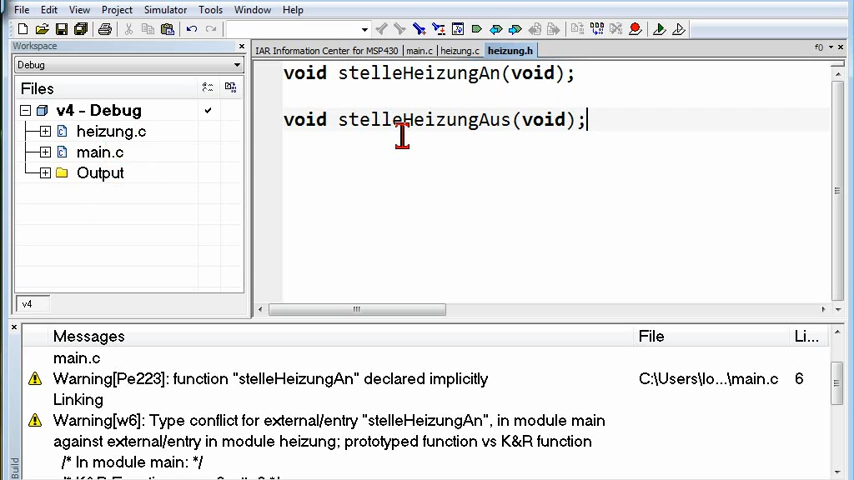 File Edit View Project Simulator Tools Window Help
Workspace
IAR Information Center for MSP430 main.c heizung.c heizung.h
f0
Debug
Files
v4 - Debug
heizung.c
main.c
Output
v4
void stelleHeizungAn(void);
void stelleHeizungAus(void);
Messages File Li...
main.c
Warning[Pe223]: function "stelleHeizungAn" declared implicitly C:\Users\lo...\main.c 6
Linking
Warning[w6]: Type conflict for external/entry "stelleHeizungAn", in module main
against external/entry in module heizung; prototyped function vs K&R function
/* In module main: */
Build